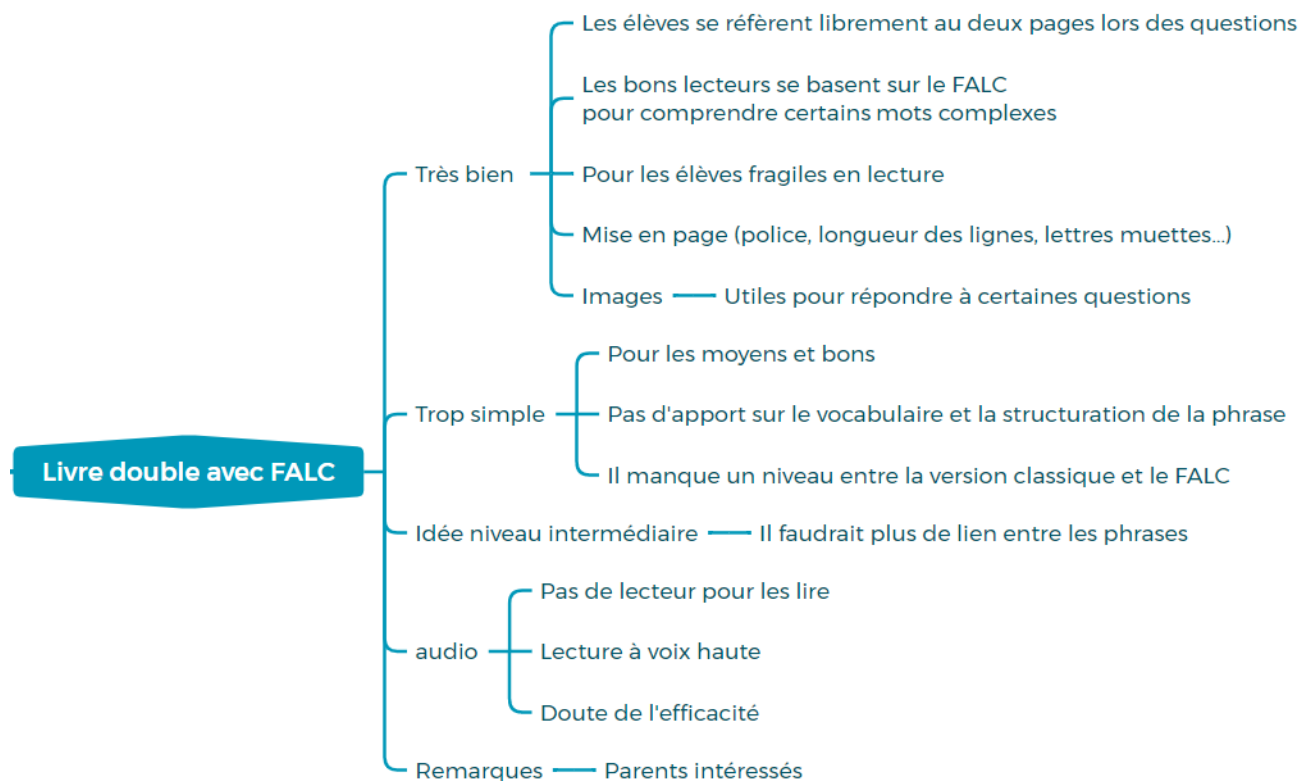 Livre double avec FALC
Très bien
Les élèves se réfèrent librement au deux pages lors des questions
Les bons lecteurs se basent sur le FALC
pour comprendre certains mots complexes
Pour les élèves fragiles en lecture
Mise en page (police, longueur des lignes, lettres muettes...)
Images
Utiles pour répondre à certaines questions
Trop simple
Pour les moyens et bons
Pas d'apport sur le vocabulaire et la structuration de la phrase
Il manque un niveau entre la version classique et le FALC
Idée niveau intermédiaire
Il faudrait plus de lien entre les phrases
audio
Pas de lecteur pour les lire
Lecture à voix haute
Doute de l'efficacité
Remarques
Parents intéressés